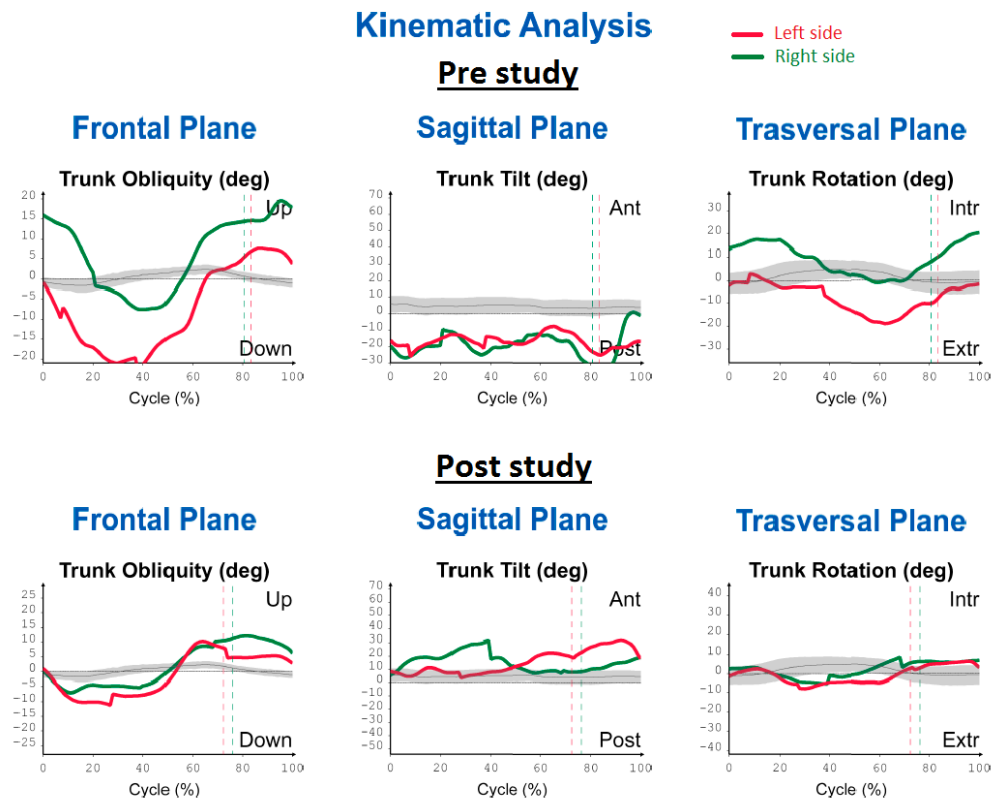 Kinematic Analysis
Left side
Right side
Pre study
Frontal Plane
Sagittal Plane
Trasversal Plane
Trunk Obliquity (deg)
20
15
10
5
0
-5
-10
-15
-20
Up
Down
0 20 40 60 80 100
Cycle (%)
Trunk Tilt (deg)
70
60
50
40
30
20
10
0
-10
-20
-30
Ant
Post
0 20 40 60 80 100
Cycle (%)
Trunk Rotation (deg)
30
20
10
0
-10
-20
-30
Intr
Extr
0 20 40 60 80 100
Cycle (%)
Post study
Frontal Plane
Sagittal Plane
Trasversal Plane
Trunk Obliquity (deg)
25
20
15
10
5
0
-5
-10
-15
-20
-25
Up
Down
0 20 40 60 80 100
Cycle (%)
Trunk Tilt (deg)
70
60
50
40
30
20
10
0
-10
-20
-30
-40
-50
Ant
Post
0 20 40 60 80 100
Cycle (%)
Trunk Rotation (deg)
40
30
20
10
0
-10
-20
-30
-40
Intr
Extr
0 20 40 60 80 100
Cycle (%)